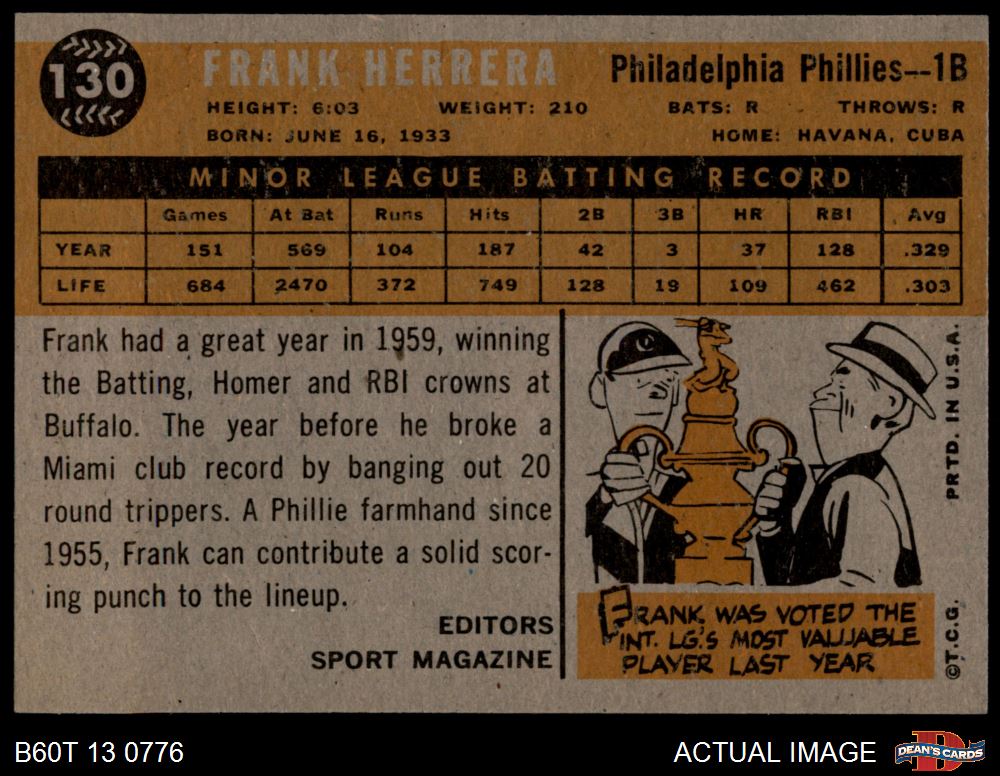 130
FRANK HERRERA
Philadelphia Phillies--1B
HEIGHT: 6:03 WEIGHT: 210 BATS: R THROWS: R
BORN: JUNE 16, 1933 HOME: HAVANA, CUBA
MINOR LEAGUE BATTING RECORD
Games At Bat Runs Hits 2B 3B HR RBI Avg
YEAR 151 569 104 187 42 3 37 128 .329
LIFE 684 2470 372 749 128 19 109 462 .303
Frank had a great year in 1959, winning
the Batting, Homer and RBI crowns at
Buffalo. The year before he broke a
Miami club record by banging out 20
round trippers. A Phillie farmhand since
1955, Frank can contribute a solid scor-
ing punch to the lineup.
EDITORS
SPORT MAGAZINE
FRANK WAS VOTED THE
INT. LG.'S MOST VALUABLE
PLAYER LAST YEAR
PRTD. IN U.S.A.
©T.C.G.
B60T 13 0776
ACTUAL IMAGE
DEAN'S CARDS